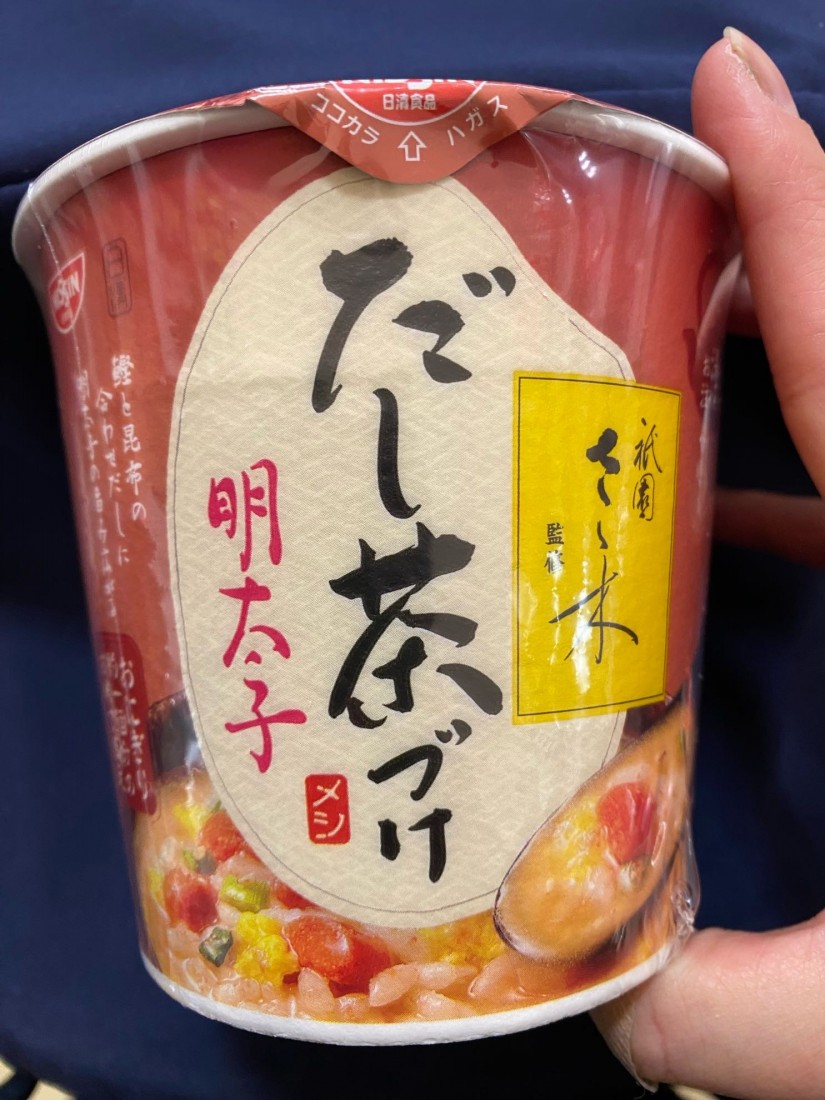 NISSIN
日清食品
ココカラ
ハガス
NISSIN
だし茶づけ
明太子
メシ
祇園
さゝ木
監修
鰹と昆布の
合わせだしに